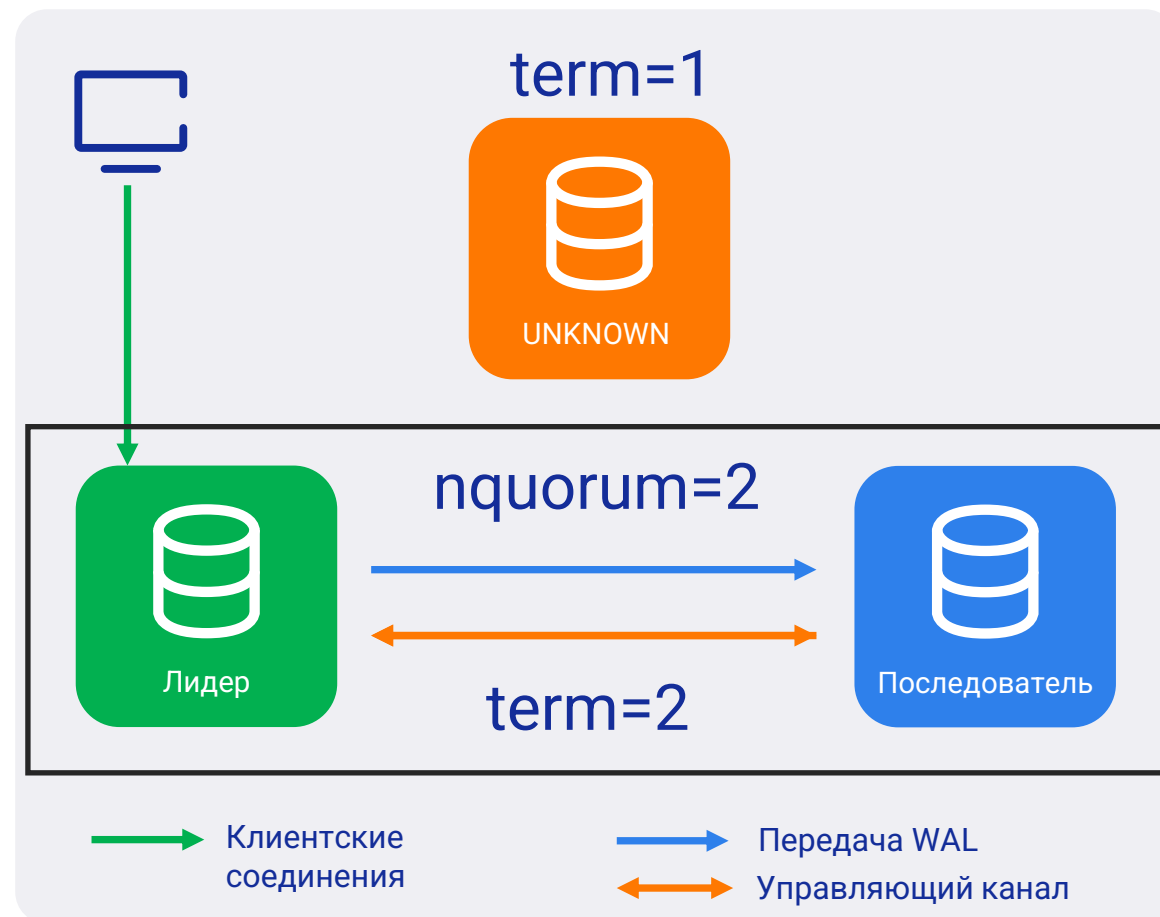 term=1
UNKNOWN
nquorum=2
Лидер
Последователь
term=2
Клиентские
соединения
Передача WAL
Управляющий канал